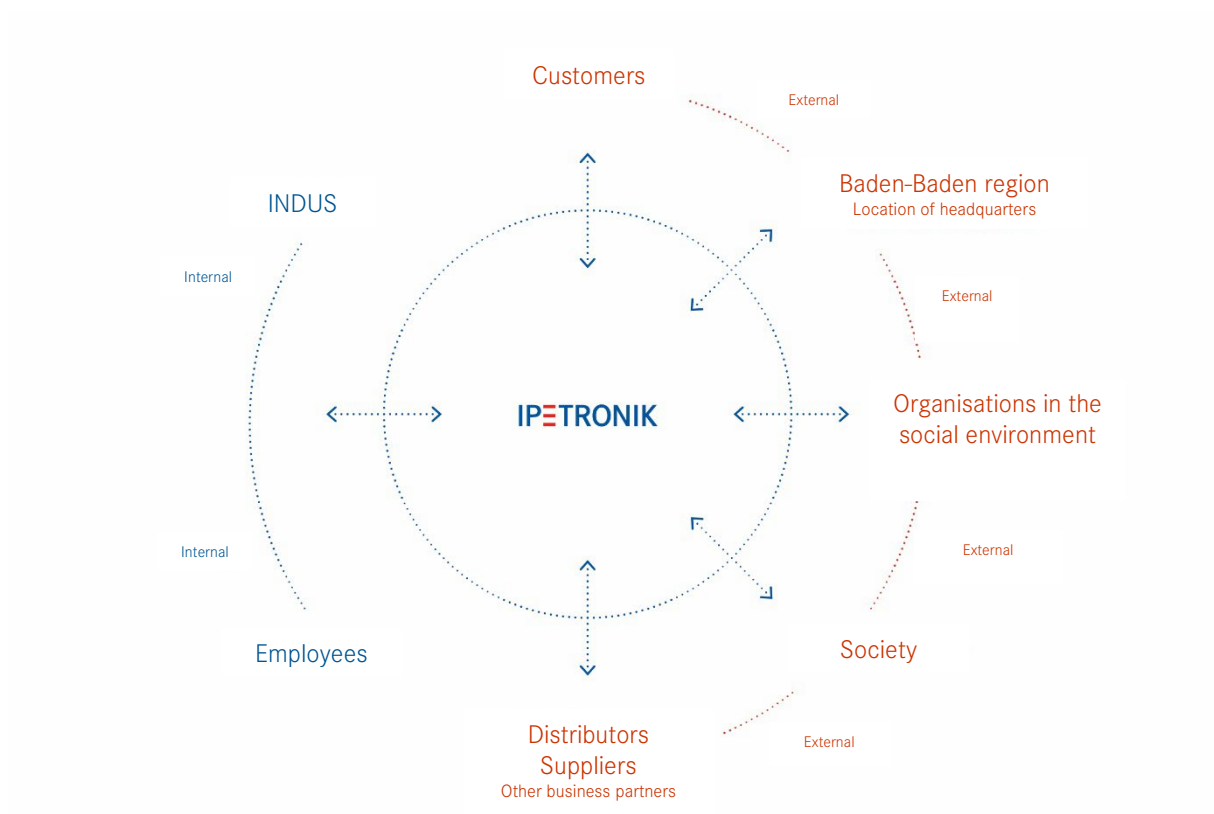 Customers
External
Baden-Baden region
Location of headquarters
INDUS
Internal
External
IPETRONIK
Organisations in the
social environment
Internal
External
Employees
Society
Distributors
Suppliers
Other business partners
External